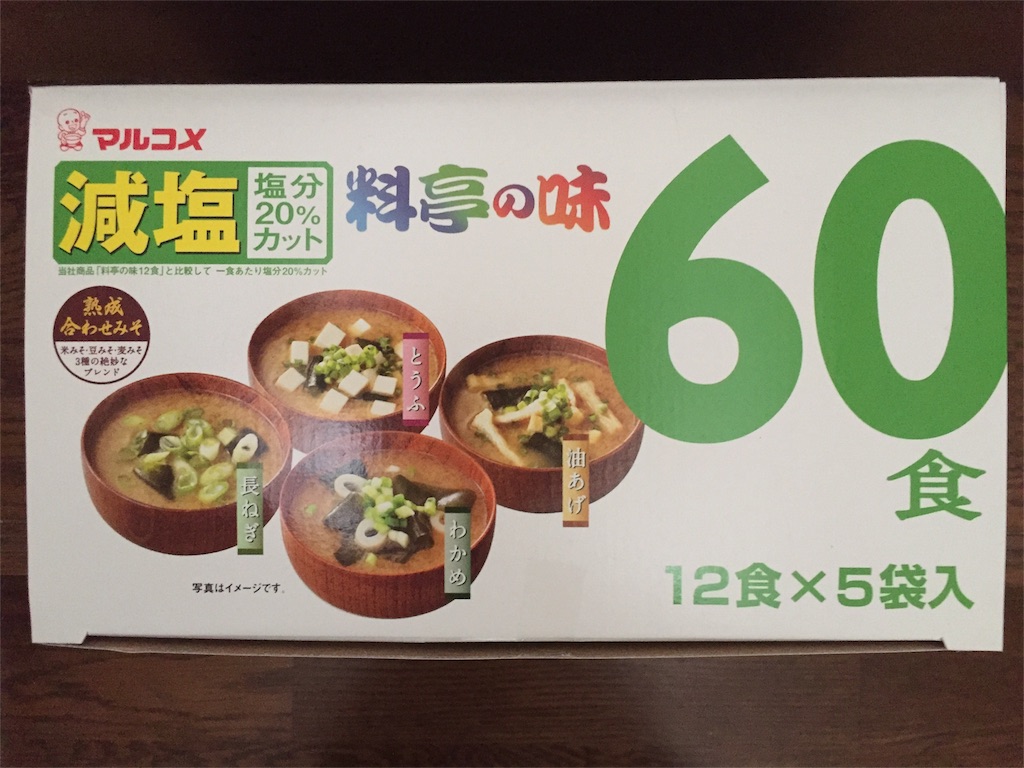 マルコメ
減塩
塩分
20%
カット
当社商品「料亭の味12食」と比較して 一食あたり塩分20%カット
料亭の味
60
食
熟成
合わせみそ
米みそ・豆みそ・麦みそ
3種の絶妙な
ブレンド
とうふ
油あげ
長ねぎ
わかめ
写真はイメージです。
12食×5袋入